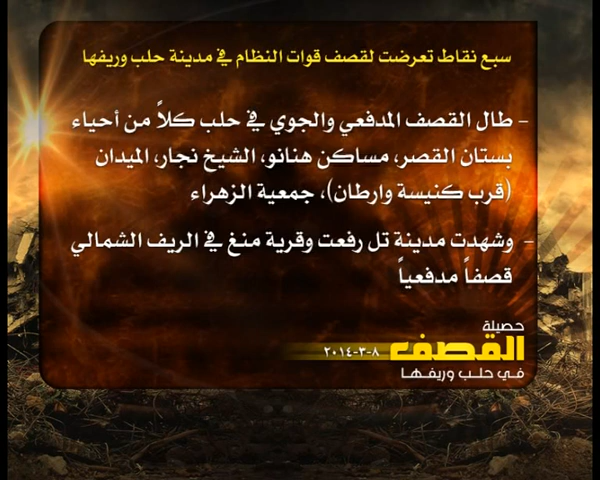 سبع نقاط تعرضت لقصف قوات النظام في مدينة حلب وريفها
- طال القصف المدفعي والجوي في حلب كلاً من أحياء
بستان القصر، مساكن هنانو، الشيخ نجار، الميدان
(قرب كنيسة وارطان)، جمعية الزهراء
- وشهدت مدينة تل رفعت وقرية منغ في الريف الشمالي
قصفاً مدفعياً
حصيلة
القصف ٨-٣-٢٠١٤
في حلب وريفها